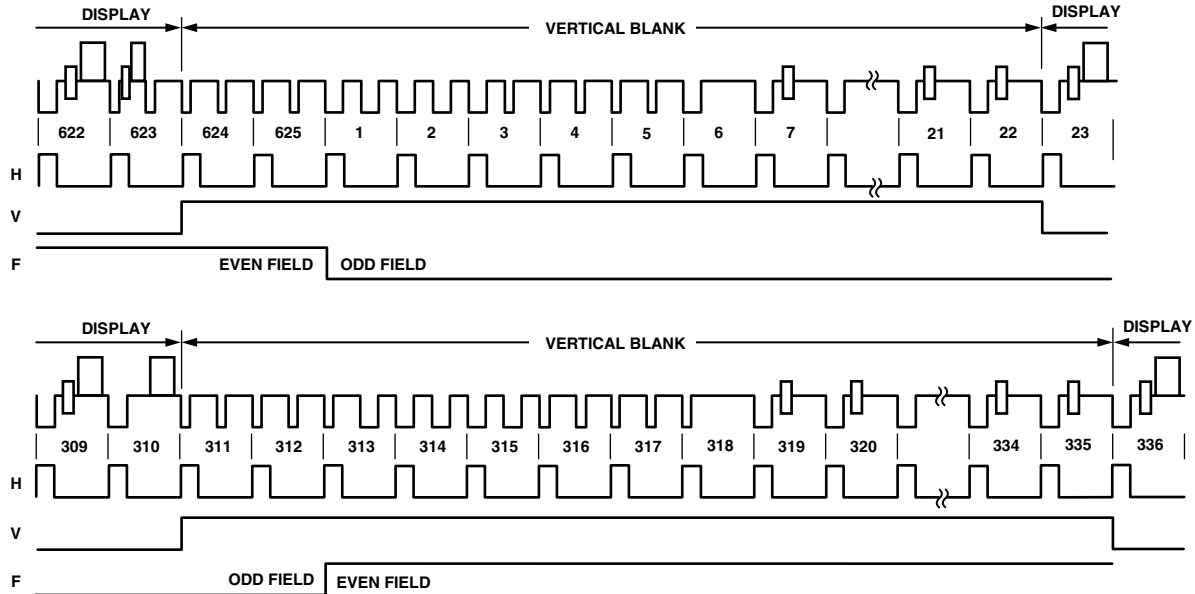 DISPLAY VERTICAL BLANK DISPLAY
622 623 624 625 1 2 3 4 5 6 7 21 22 23
H
V
F EVEN FIELD ODD FIELD
DISPLAY VERTICAL BLANK DISPLAY
309 310 311 312 313 314 315 316 317 318 319 320 334 335 336
H
V
F ODD FIELD EVEN FIELD